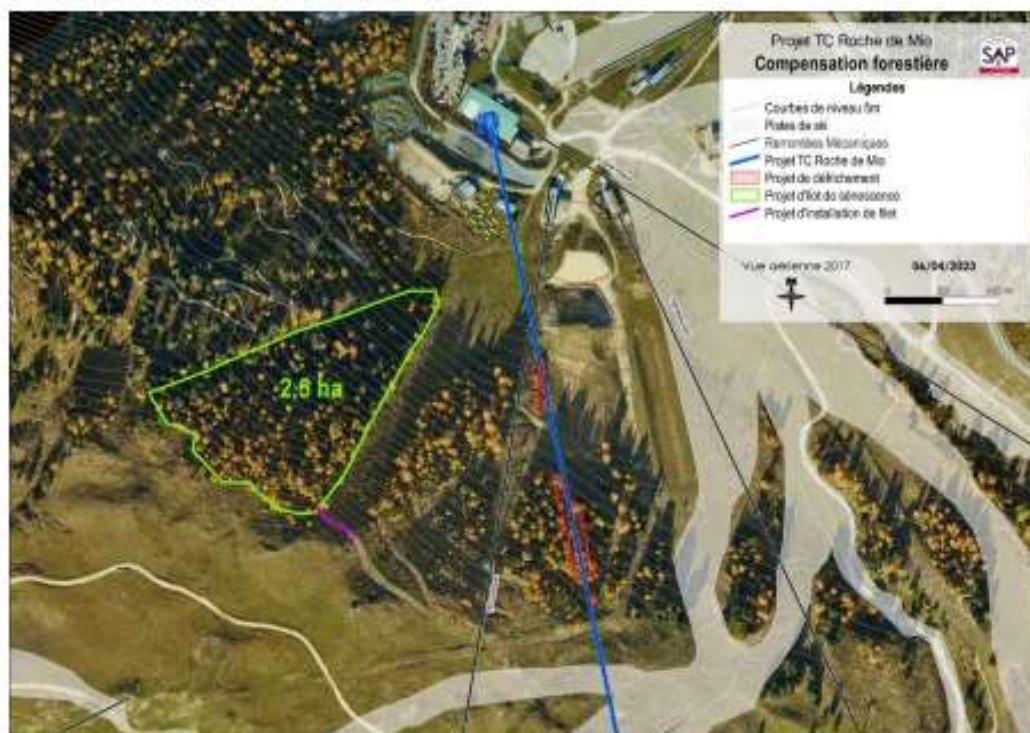 Projet TC Roche de Mio
Compensation forestière
SAP
Légendes
Courbes de niveau 5m
Pistes de ski
Remontées Mécaniques
Projet TC Roche de Mio
Projet de défrichement
Projet d'îlot de sénessence
Projet d'installation de filet
Vue aérienne 2017
04/04/2023
N
0
2,6 ha